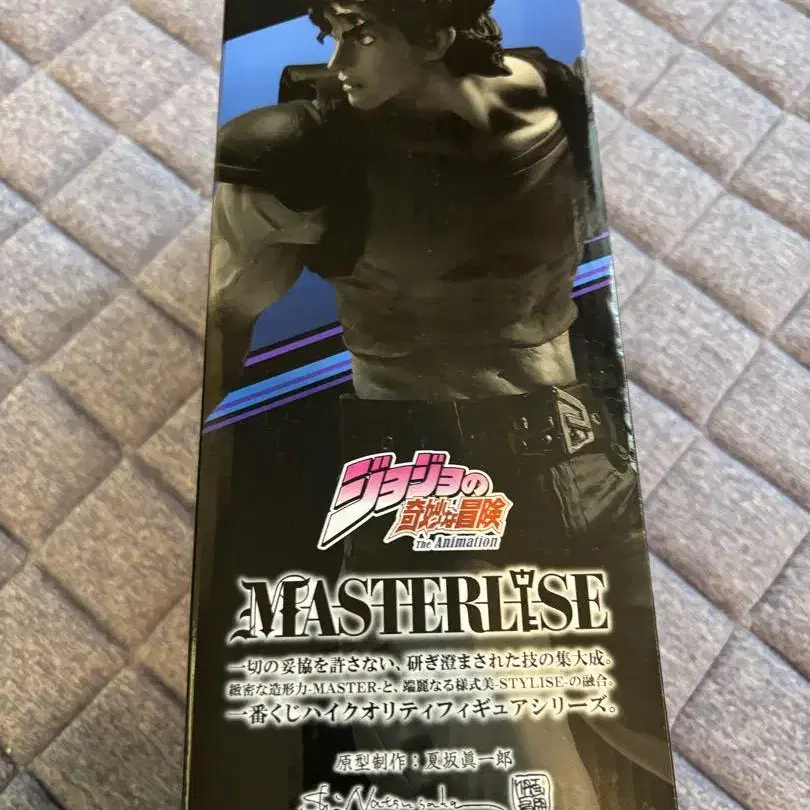 ジョジョの
奇妙な冒険
The Animation
MASTERLISE
一切の妥協を許さない、研ぎ澄まされた技の集大成。
緻密な造形力-MASTER-と、端麗なる様式美-STYLISE-の融合。
一番くじハイクオリティフィギュアシリーズ。
原型制作：夏坂眞一郎